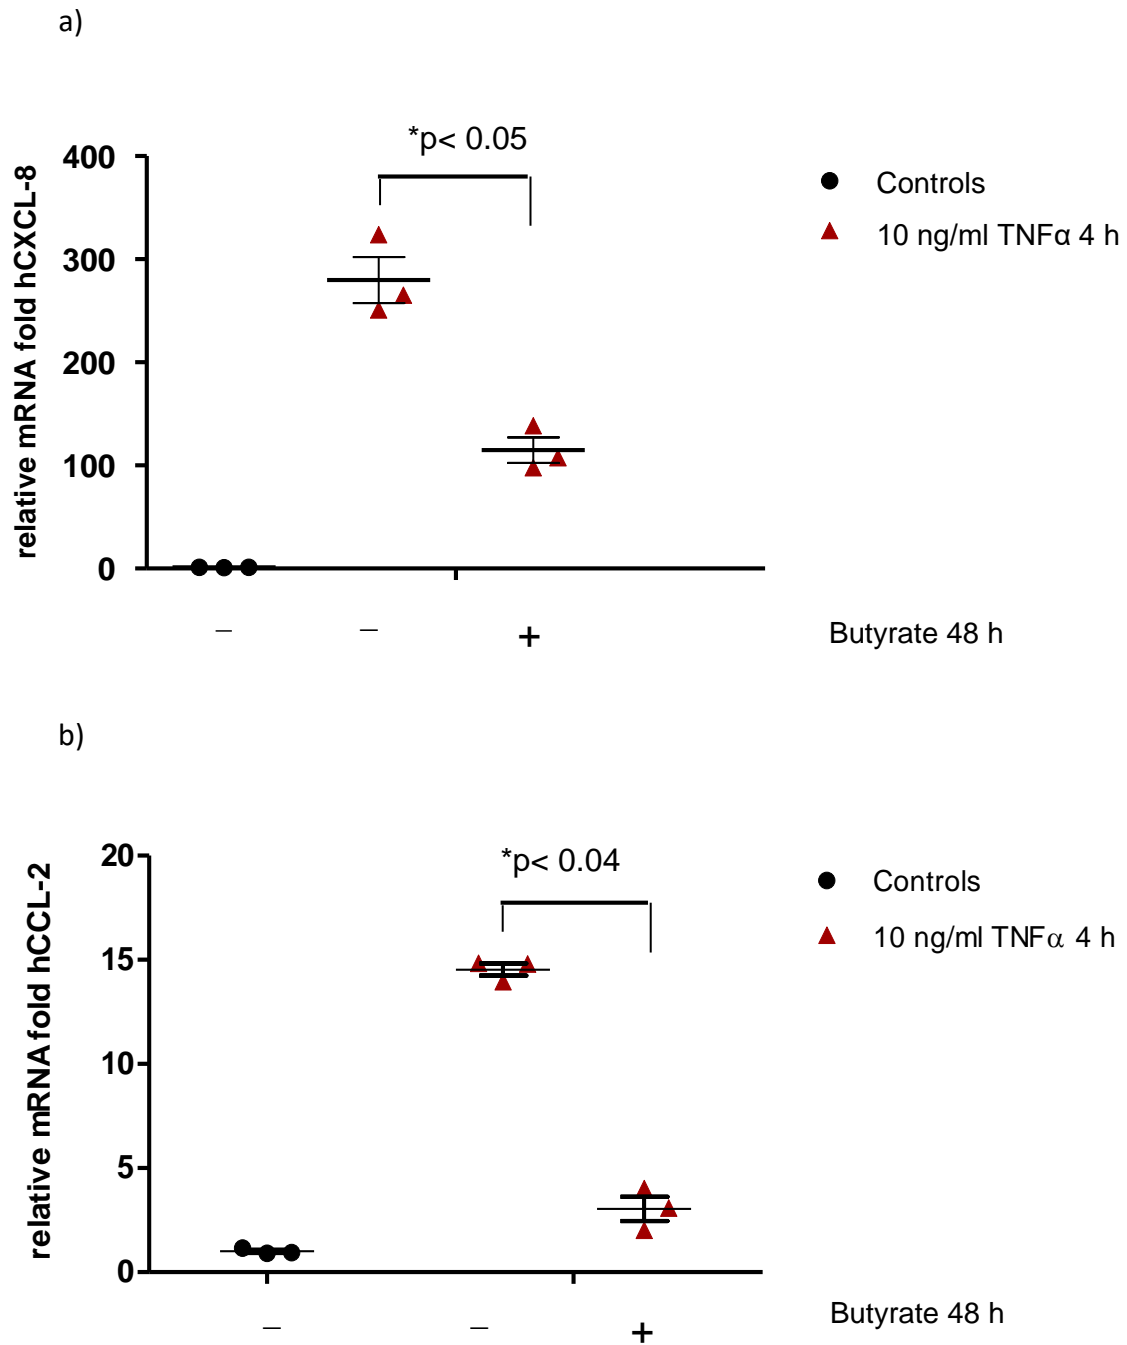 a)
*p< 0.05
relative mRNA fold hCXCL-8
400
300
200
100
0
Controls
10 ng/ml TNFα 4 h
– – + Butyrate 48 h
b)
*p< 0.04
relative mRNA fold hCCL-2
20
15
10
5
0
Controls
10 ng/ml TNFα 4 h
– – + Butyrate 48 h